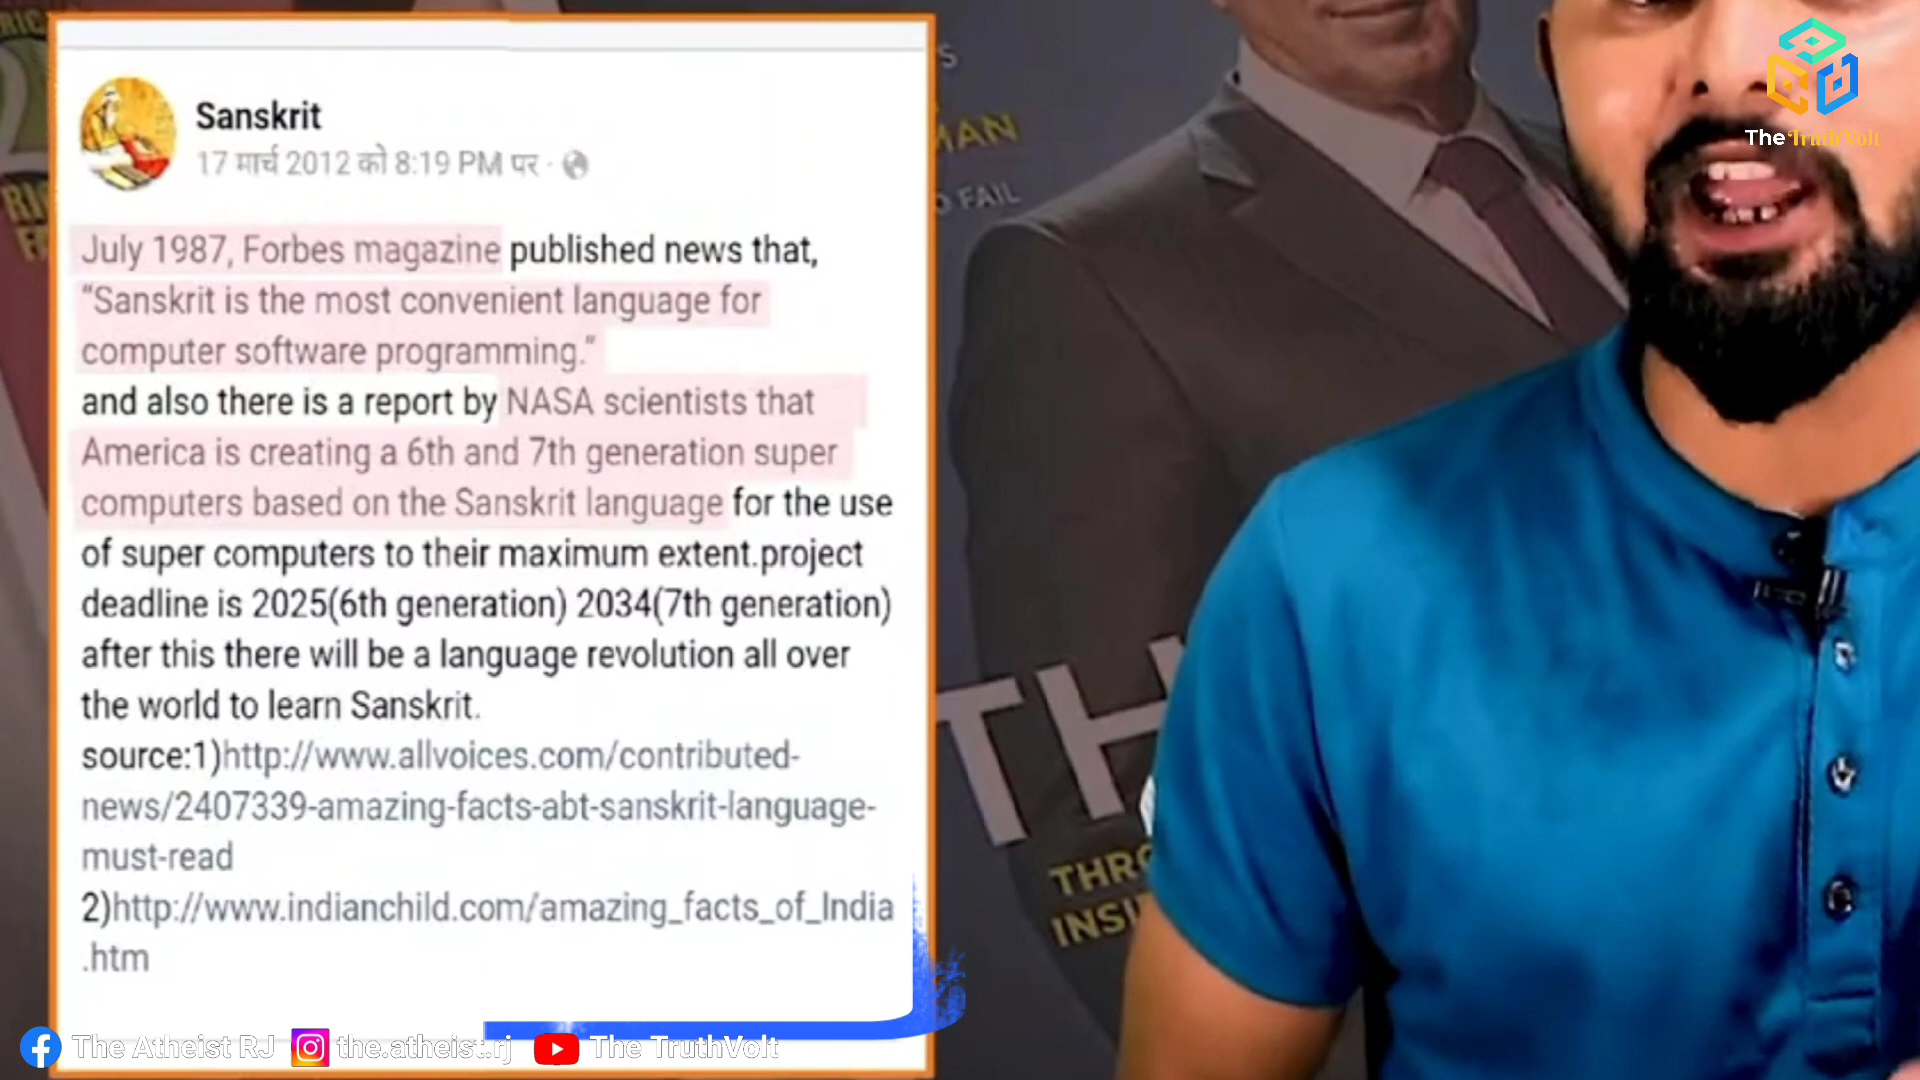 Sanskrit
17 मार्च 2012 को 8:19 PM पर ·
July 1987, Forbes magazine published news that,
“Sanskrit is the most convenient language for
computer software programming.”
and also there is a report by NASA scientists that
America is creating a 6th and 7th generation super
computers based on the Sanskrit language for the use
of super computers to their maximum extent.project
deadline is 2025(6th generation) 2034(7th generation)
after this there will be a language revolution all over
the world to learn Sanskrit.
source:1)http://www.allvoices.com/contributed-
news/2407339-amazing-facts-abt-sanskrit-language-
must-read
2)http://www.indianchild.com/amazing_facts_of_India
.htm
The TruthVolt
FAIL
TH
The Atheist RJ the.atheist.rj The TruthVolt